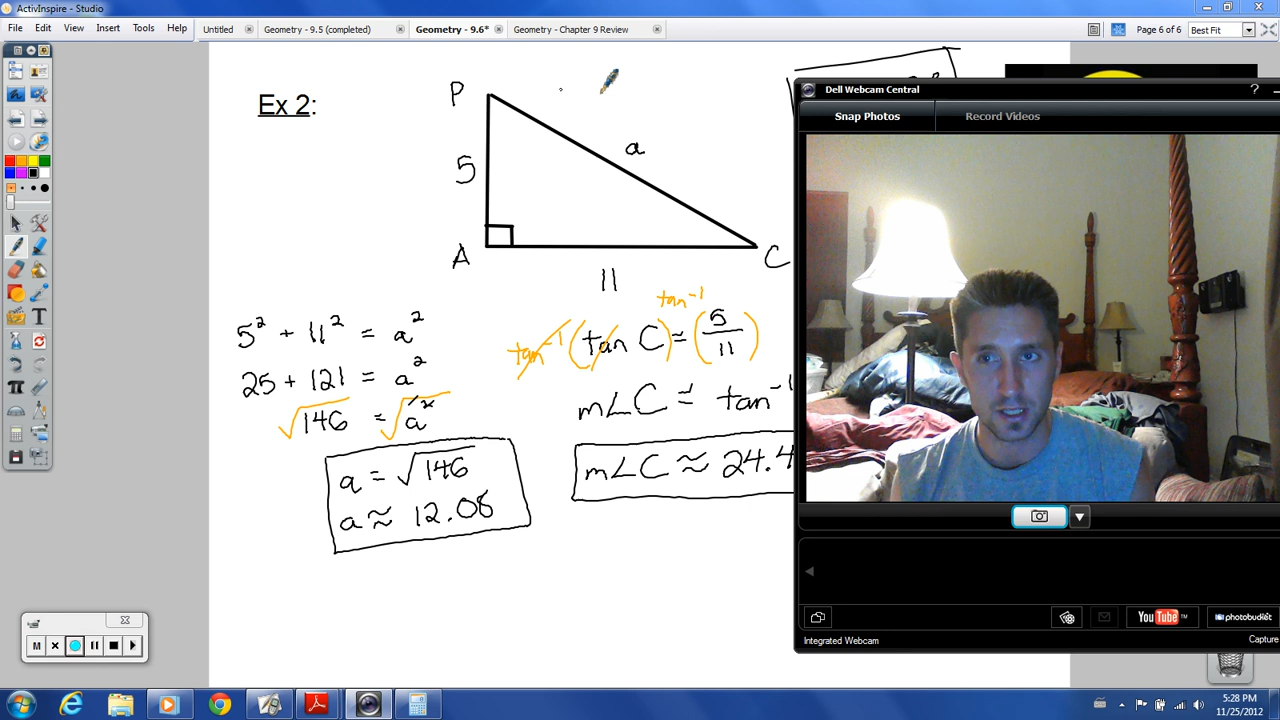 ActivInspire - Studio
File Edit View Insert Tools Help
Untitled
Geometry - 9.5 (completed)
Geometry - 9.6*
Geometry - Chapter 9 Review
Page 6 of 6
Best Fit
Ex 2:
P
a
5
A
C
11
5² + 11² = a²
25 + 121 = a²
√146 = √a²
a = √146
a ≈ 12.08
tan⁻¹
tan⁻¹ (tan C) = (5/11)
m∠C = tan⁻¹
m∠C ≈ 24.4
Dell Webcam Central
Snap Photos
Record Videos
YouTube
photobucket
Integrated Webcam
Capture
M
5:28 PM
11/25/2012